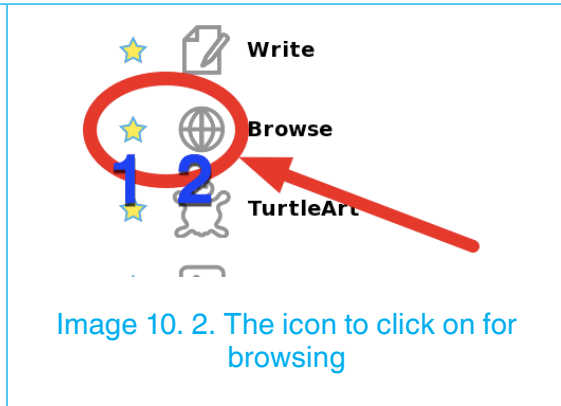 Write
Browse
1 2
TurtleArt
Image 10. 2. The icon to click on for
browsing